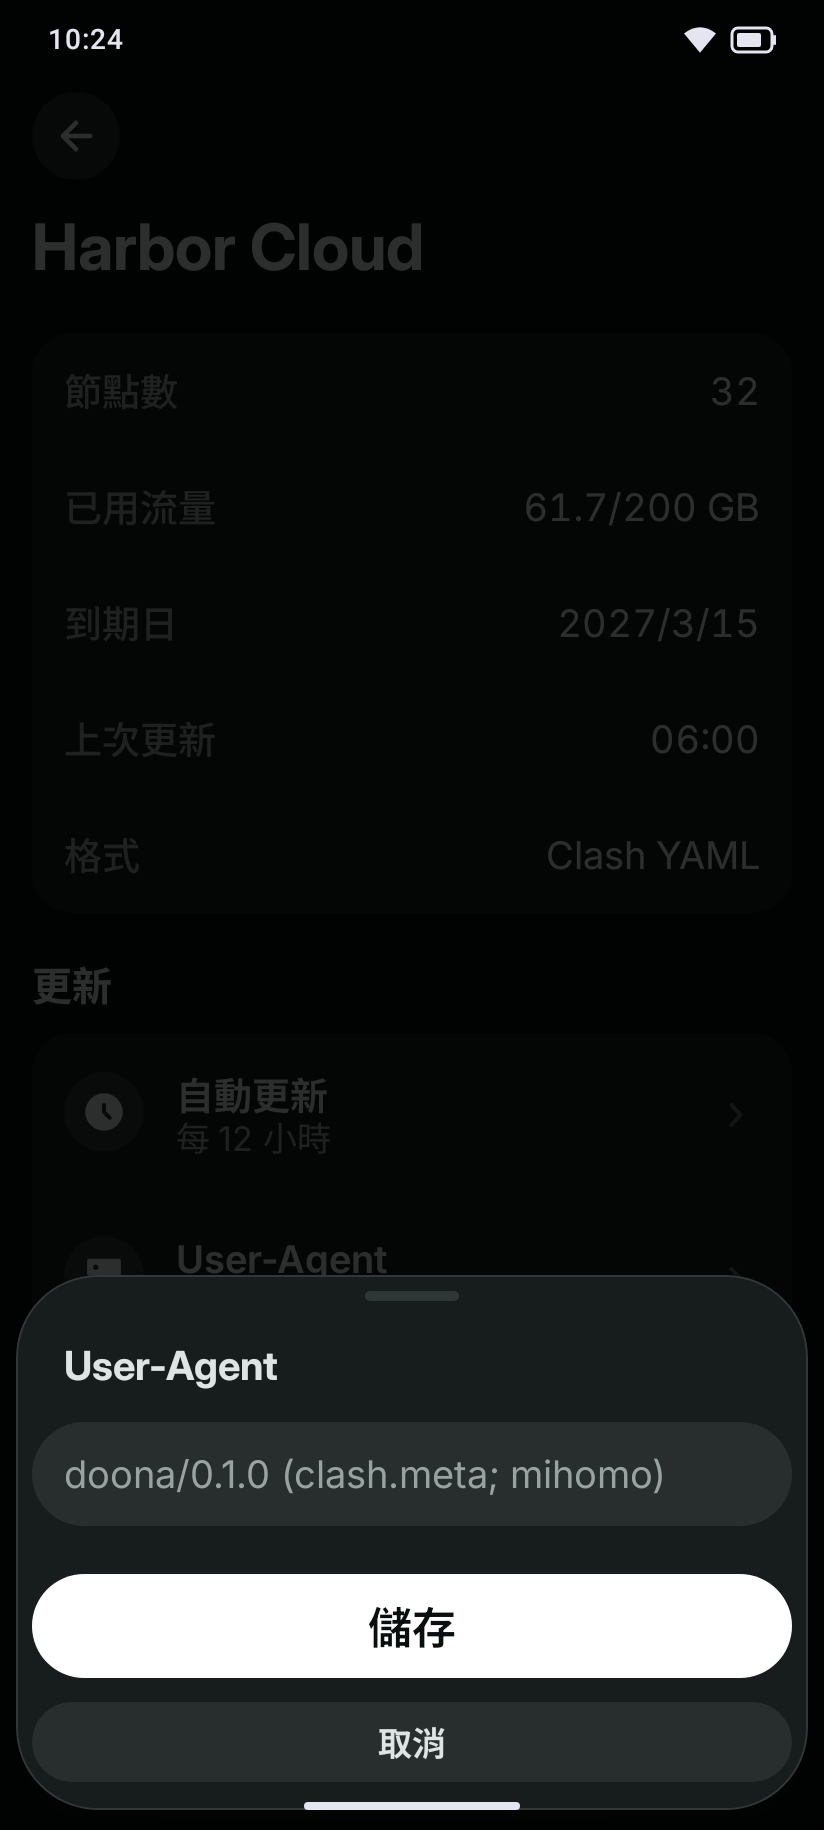 10:24
Harbor Cloud
節點數 32
已用流量 61.7/200 GB
到期日 2027/3/15
上次更新 06:00
格式 Clash YAML
更新
自動更新
每 12 小時
User-Agent
User-Agent
doona/0.1.0 (clash.meta; mihomo)
儲存
取消